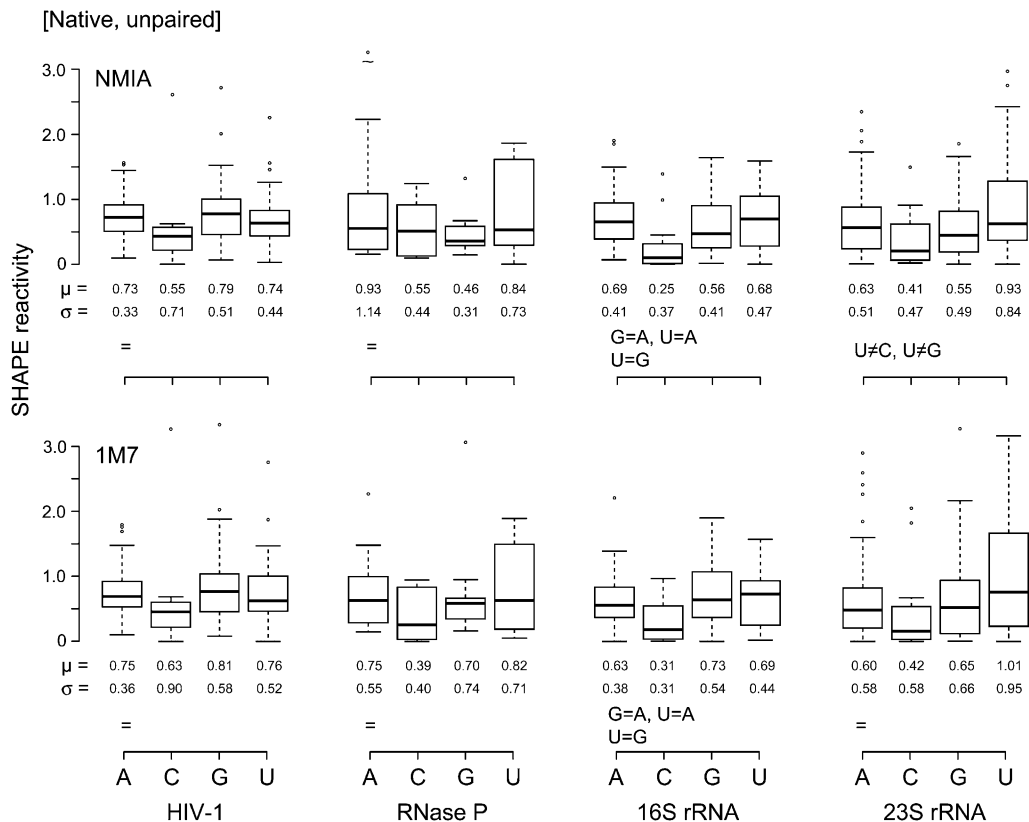 [Native, unpaired]
NMIA
SHAPE reactivity
3.0
2.0
1.0
0
μ = 0.73 0.55 0.79 0.74 0.93 0.55 0.46 0.84 0.69 0.25 0.56 0.68 0.63 0.41 0.55 0.93
σ = 0.33 0.71 0.51 0.44 1.14 0.44 0.31 0.73 0.41 0.37 0.41 0.47 0.51 0.47 0.49 0.84
= = G=A, U=A U≠C, U≠G
U=G
1M7
3.0
2.0
1.0
0
μ = 0.75 0.63 0.81 0.76 0.75 0.39 0.70 0.82 0.63 0.31 0.73 0.69 0.60 0.42 0.65 1.01
σ = 0.36 0.90 0.58 0.52 0.55 0.40 0.74 0.71 0.38 0.31 0.54 0.44 0.58 0.58 0.66 0.95
= = G=A, U=A =
U=G
A C G U A C G U A C G U A C G U
HIV-1 RNase P 16S rRNA 23S rRNA